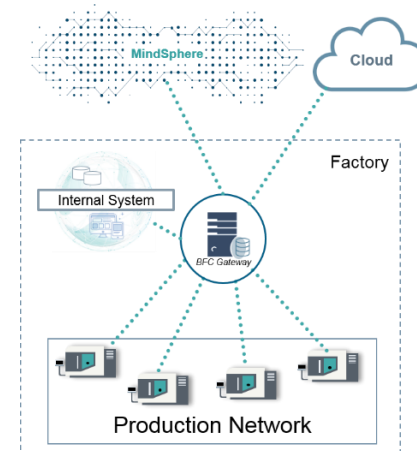 MindSphere
Cloud
Factory
Internal System
BFC Gateway
Production Network